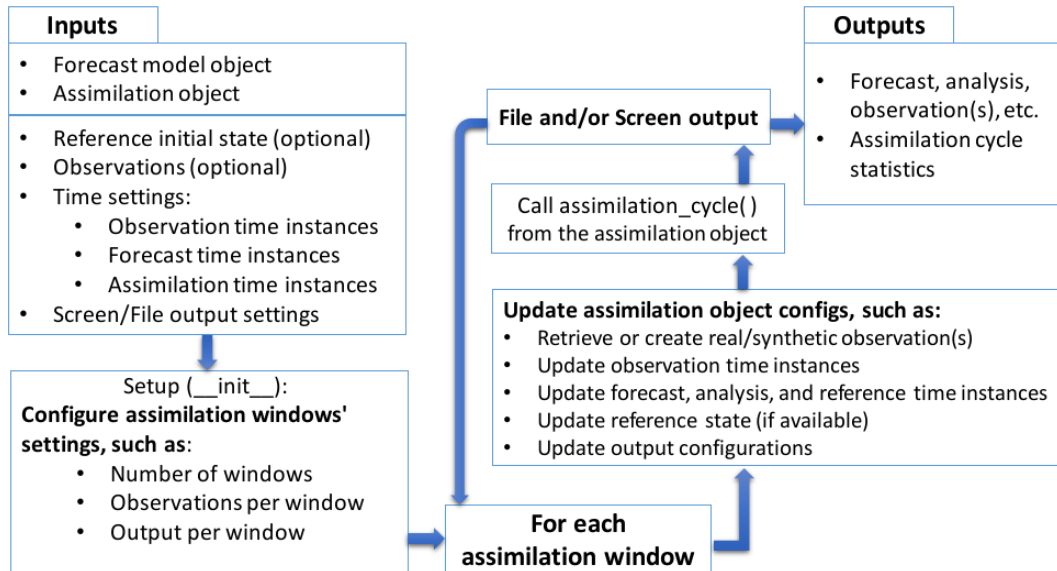 Inputs
• Forecast model object
• Assimilation object
• Reference initial state (optional)
• Observations (optional)
• Time settings:
• Observation time instances
• Forecast time instances
• Assimilation time instances
• Screen/File output settings
Setup (__init__):
Configure assimilation windows'
settings, such as:
• Number of windows
• Observations per window
• Output per window
For each
assimilation window
Update assimilation object configs, such as:
• Retrieve or create real/synthetic observation(s)
• Update observation time instances
• Update forecast, analysis, and reference time instances
• Update reference state (if available)
• Update output configurations
Call assimilation_cycle( )
from the assimilation object
File and/or Screen output
Outputs
• Forecast, analysis,
observation(s), etc.
• Assimilation cycle
statistics